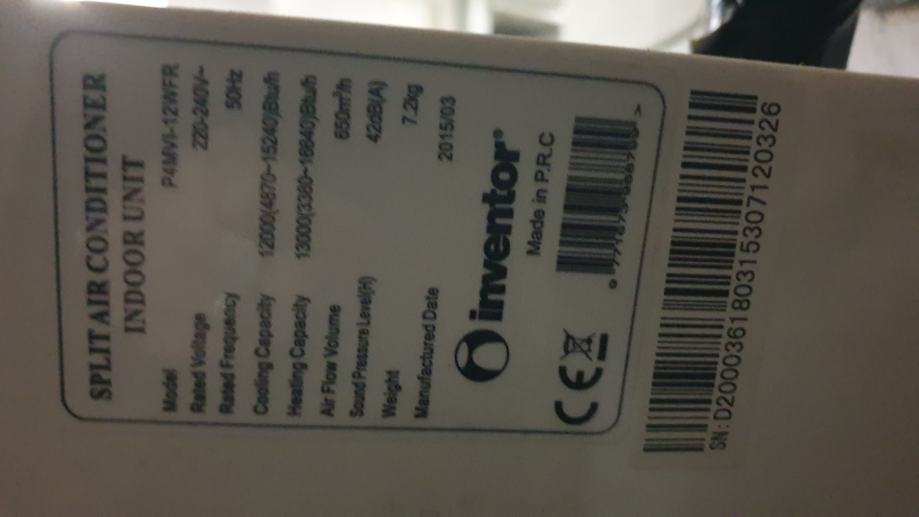 SPLIT AIR CONDITIONER
INDOOR UNIT
Model P4MVI-12WFR
Rated Voltage 220-240V/~
Rated Frequency 50Hz
Cooling Capacity 12000(4870~15240)Btu/h
Heating Capacity 13000(3380~16640)Btu/h
Air Flow Volume 650m³/h
Sound Pressure Level(H) 42dB(A)
Weight 7.2kg
Manufactured Date 2015/03
inventor®
Made in P.R.C
CE
SN: D200036180315307120326